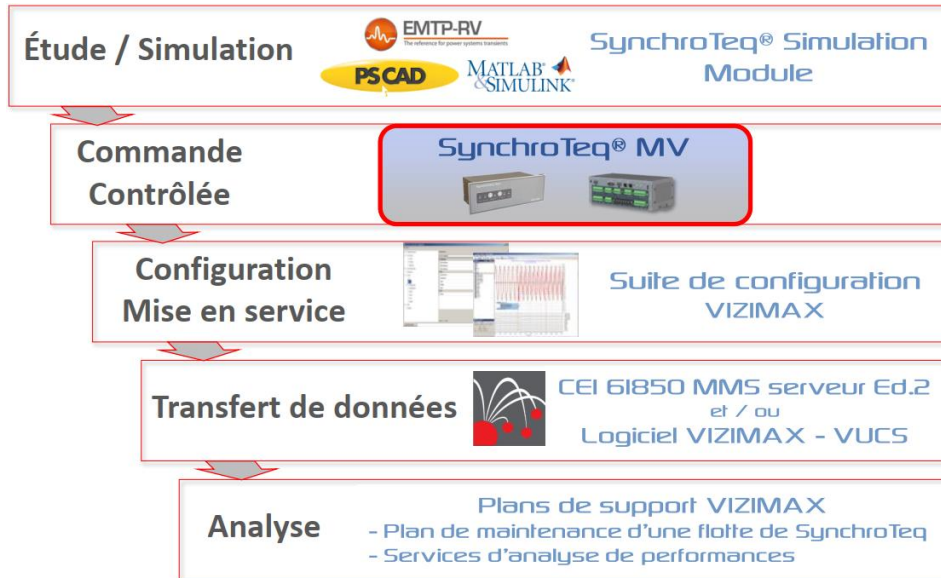 Étude / Simulation
EMTP-RV
The reference for power systems transients
PSCAD
MATLAB®
&SIMULINK®
SynchroTeq® Simulation
Module
Commande
Contrôlée
SynchroTeq® MV
Configuration
Mise en service
Suite de configuration
VIZIMAX
Transfert de données
CEI 61850 MMS serveur Ed.2
et / ou
Logiciel VIZIMAX - VUCS
Analyse
Plans de support VIZIMAX
- Plan de maintenance d'une flotte de SynchroTeq
- Services d'analyse de performances